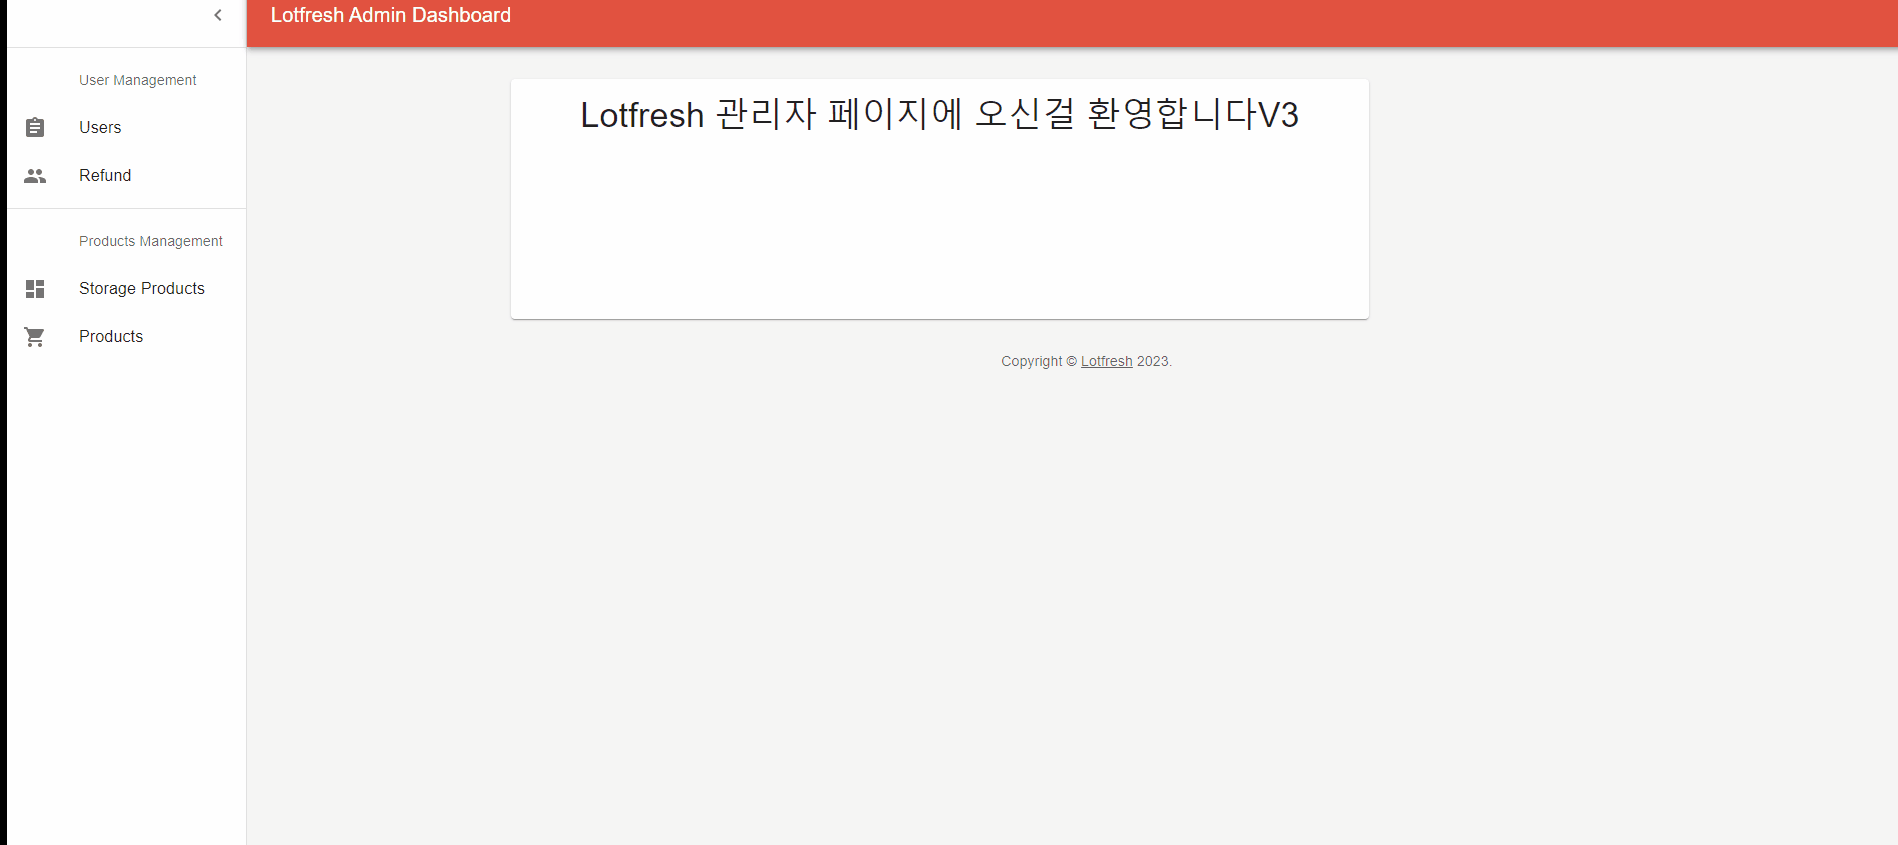 Lotfresh Admin Dashboard
User Management
Users
Refund
Products Management
Storage Products
Products
Lotfresh 관리자 페이지에 오신걸 환영합니다V3
Copyright © Lotfresh 2023.